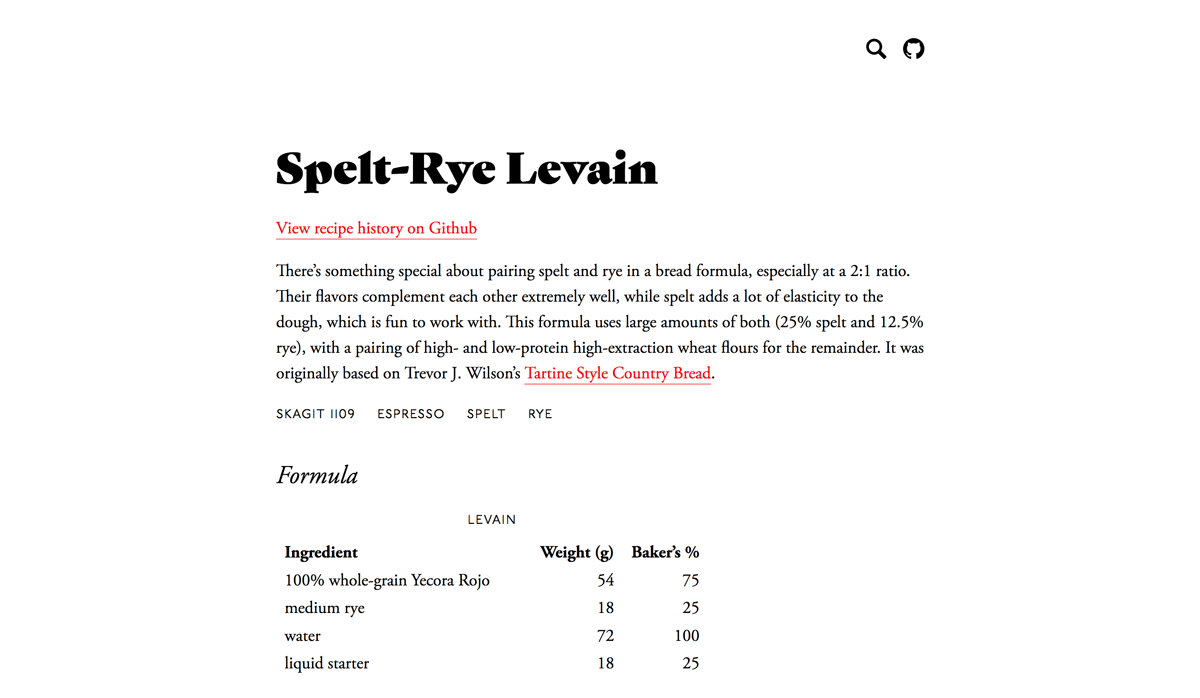 Spelt-Rye Levain
View recipe history on Github
There’s something special about pairing spelt and rye in a bread formula, especially at a 2:1 ratio.
Their flavors complement each other extremely well, while spelt adds a lot of elasticity to the
dough, which is fun to work with. This formula uses large amounts of both (25% spelt and 12.5%
rye), with a pairing of high- and low-protein high-extraction wheat flours for the remainder. It was
originally based on Trevor J. Wilson’s Tartine Style Country Bread.
SKAGIT 1109 ESPRESSO SPELT RYE
Formula
LEVAIN
Ingredient Weight (g) Baker’s %
100% whole-grain Yecora Rojo 54 75
medium rye 18 25
water 72 100
liquid starter 18 25